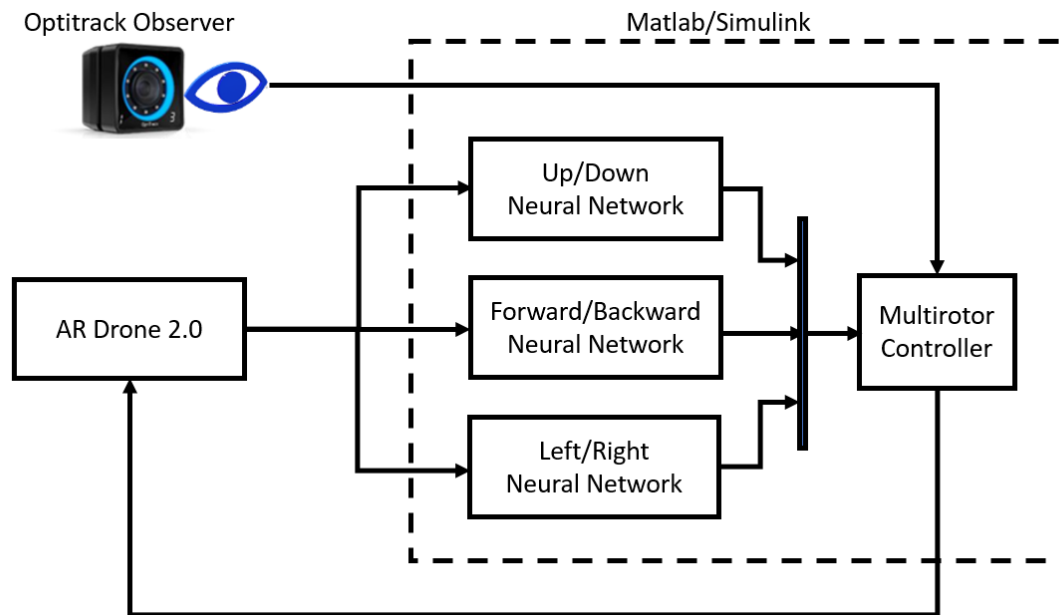 Optitrack Observer
Matlab/Simulink
Up/Down
Neural Network
AR Drone 2.0
Forward/Backward
Neural Network
Multirotor
Controller
Left/Right
Neural Network